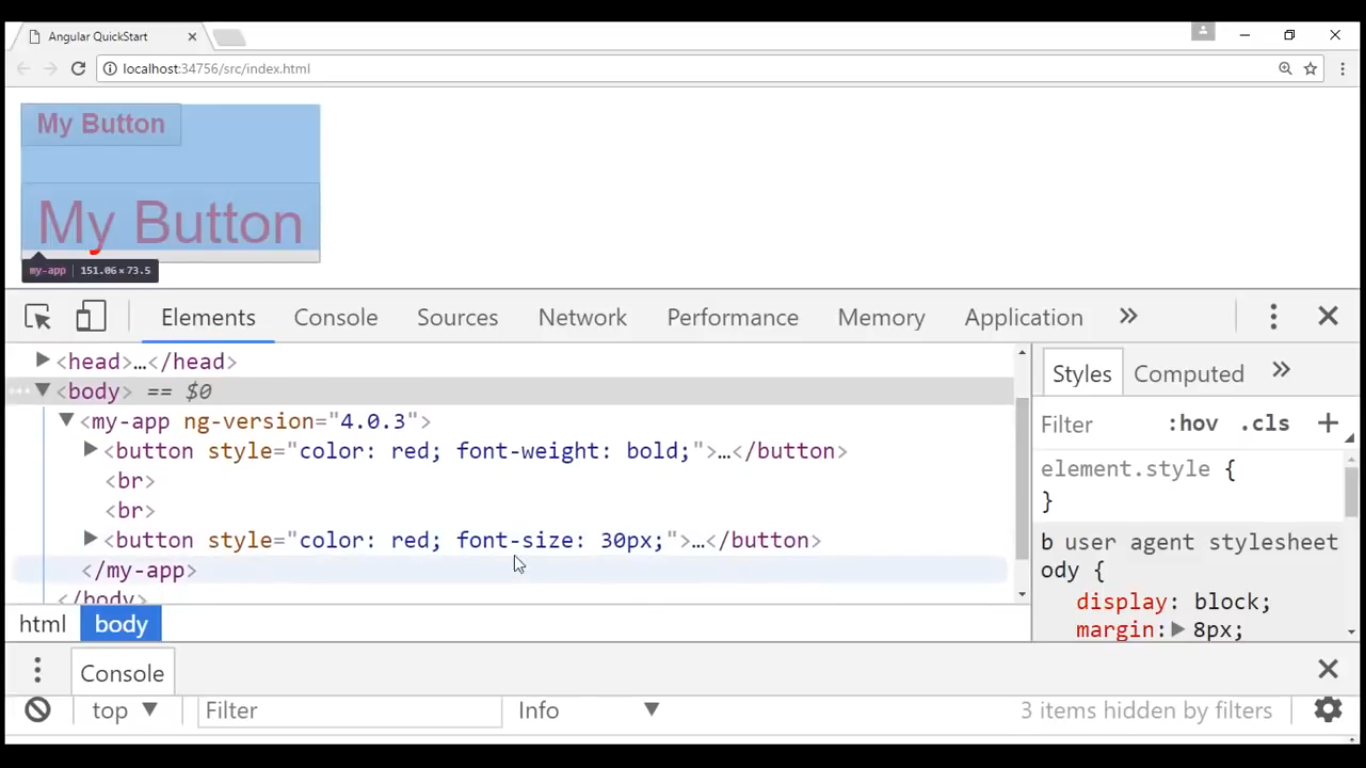 Angular QuickStart
localhost:34756/src/index.html
My Button
My Button
my-app | 151.06×73.5
Elements Console Sources Network Performance Memory Application »
<head>…</head>
<body> == $0
<my-app ng-version="4.0.3">
<button style="color: red; font-weight: bold;">…</button>
<br>
<br>
<button style="color: red; font-size: 30px;">…</button>
</my-app>
</body>
html body
Styles Computed »
Filter :hov .cls +
element.style {
}
b user agent stylesheet
ody {
display: block;
margin: 8px;
Console
top Filter Info 3 items hidden by filters